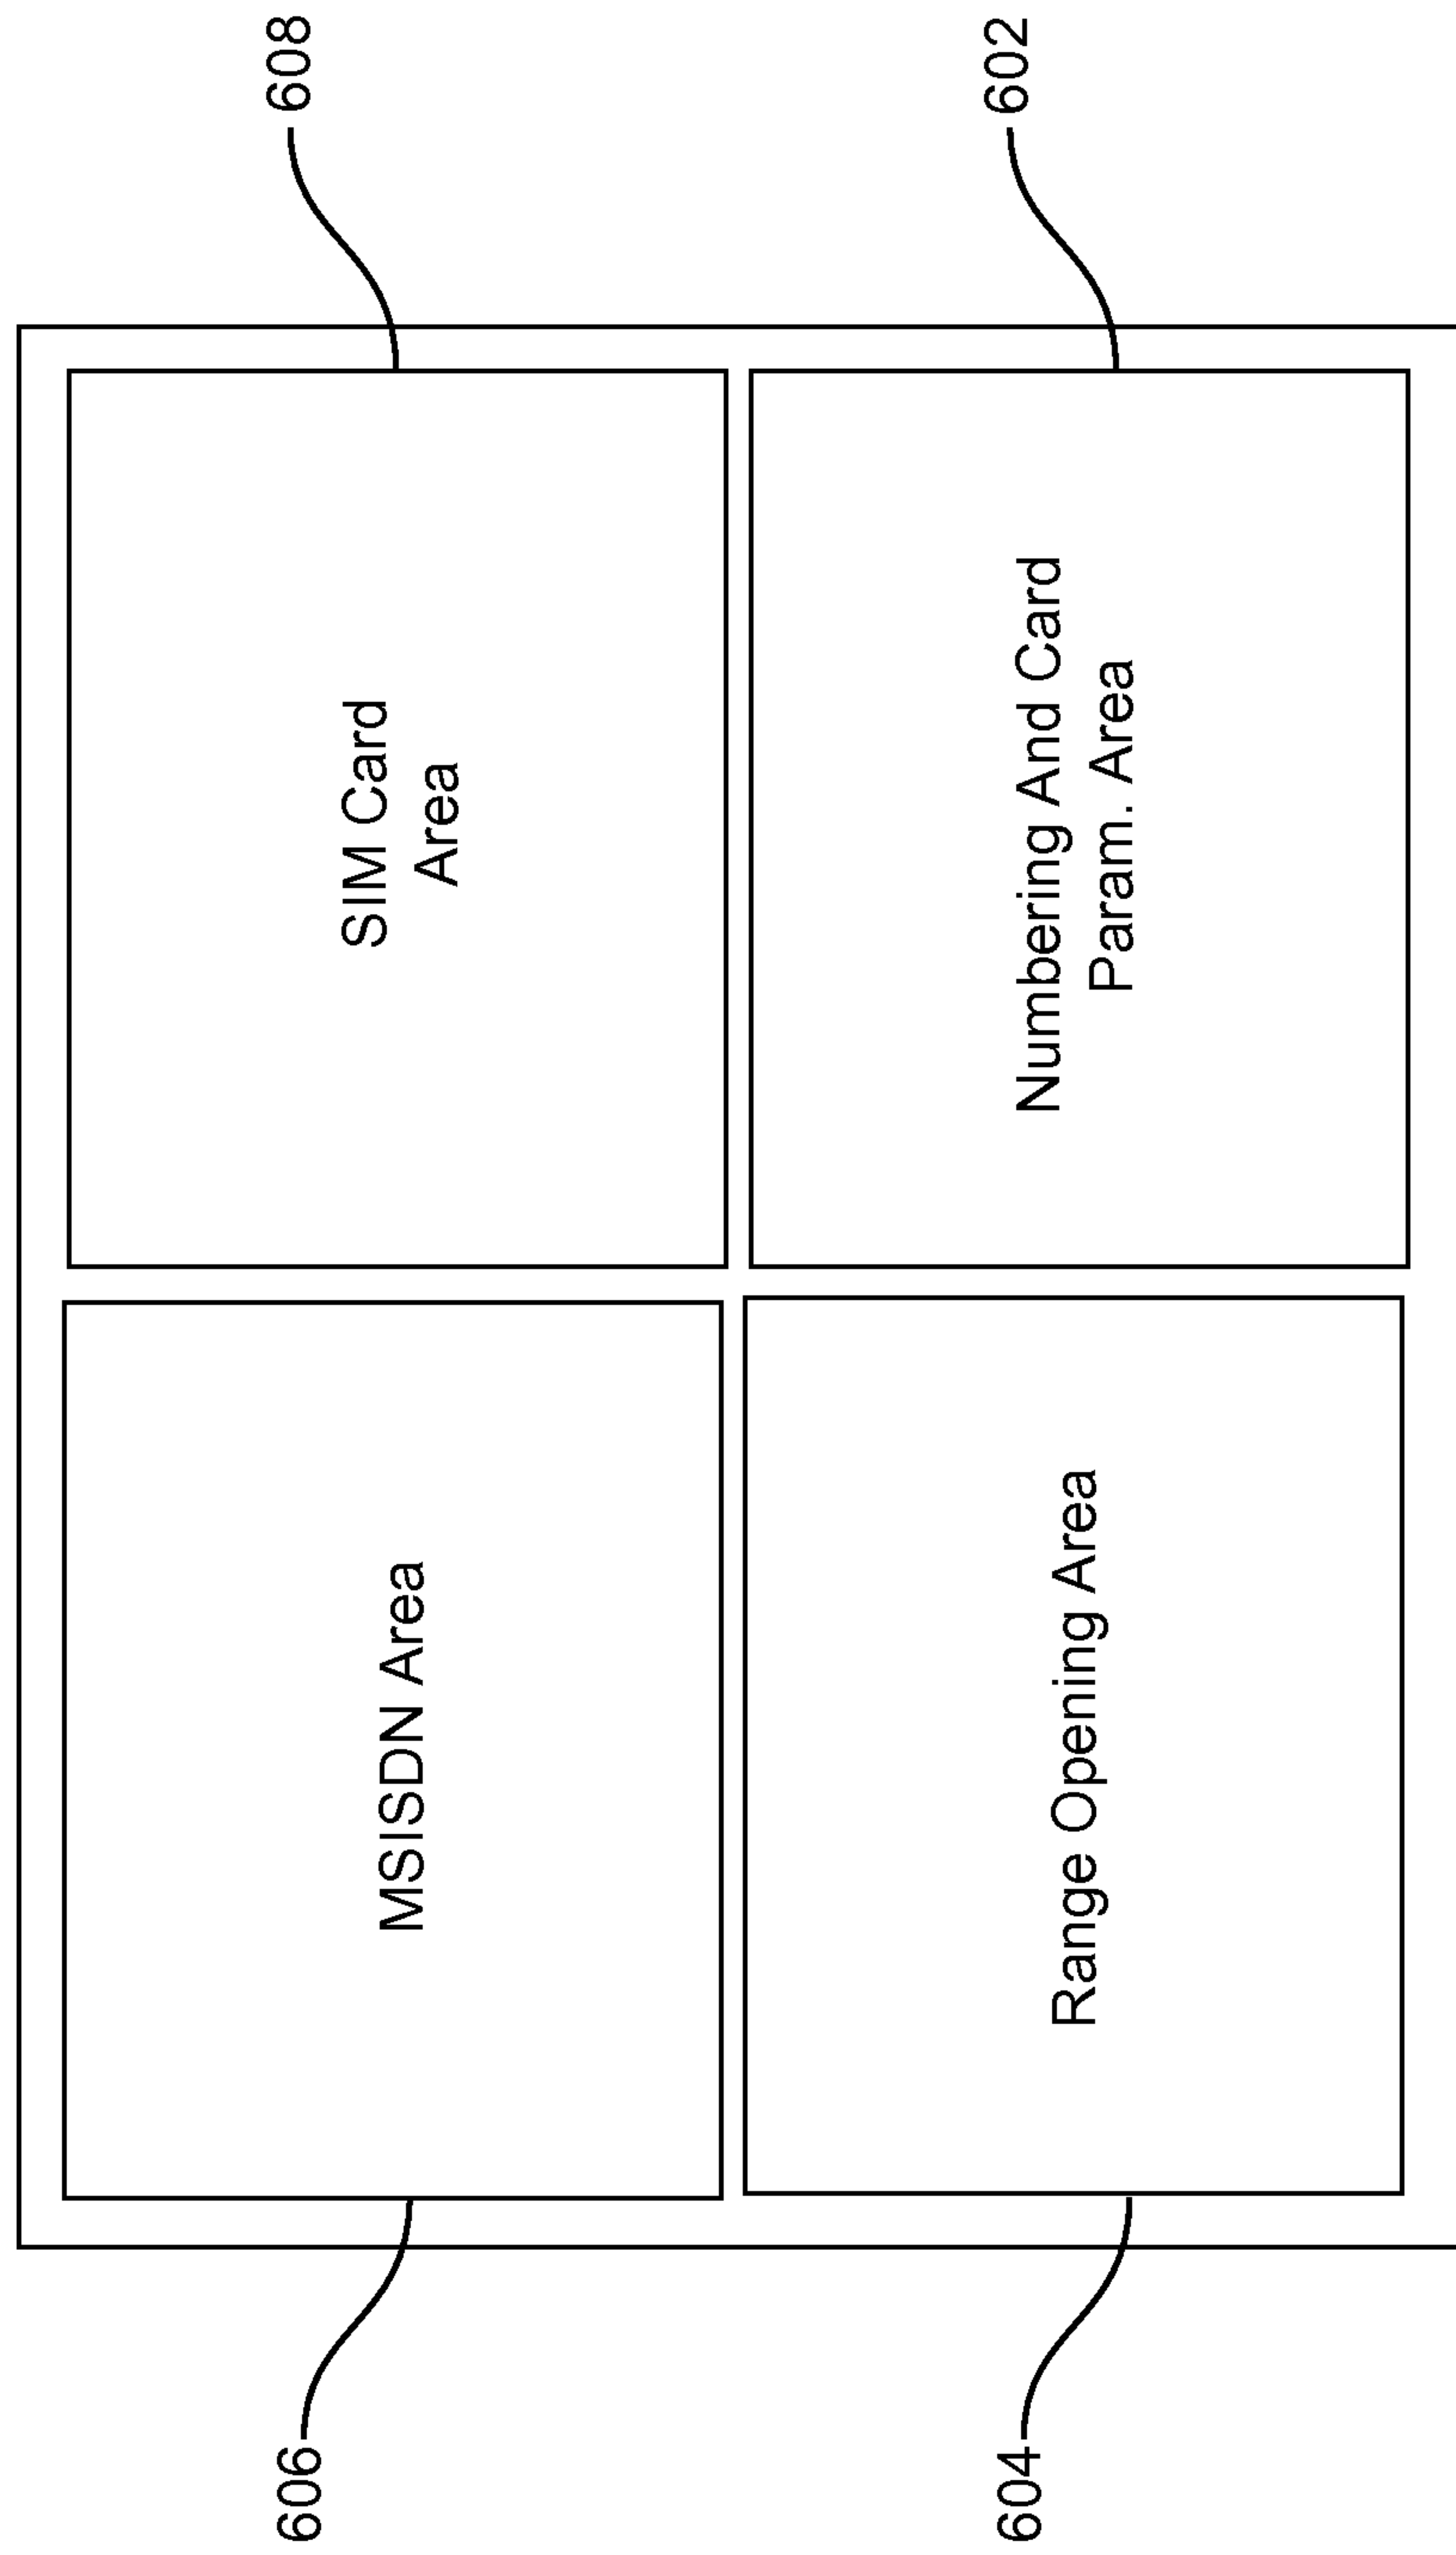 606
MSISDN Area
SIM Card
Area
608
604
Range Opening Area
Numbering And Card
Param. Area
602